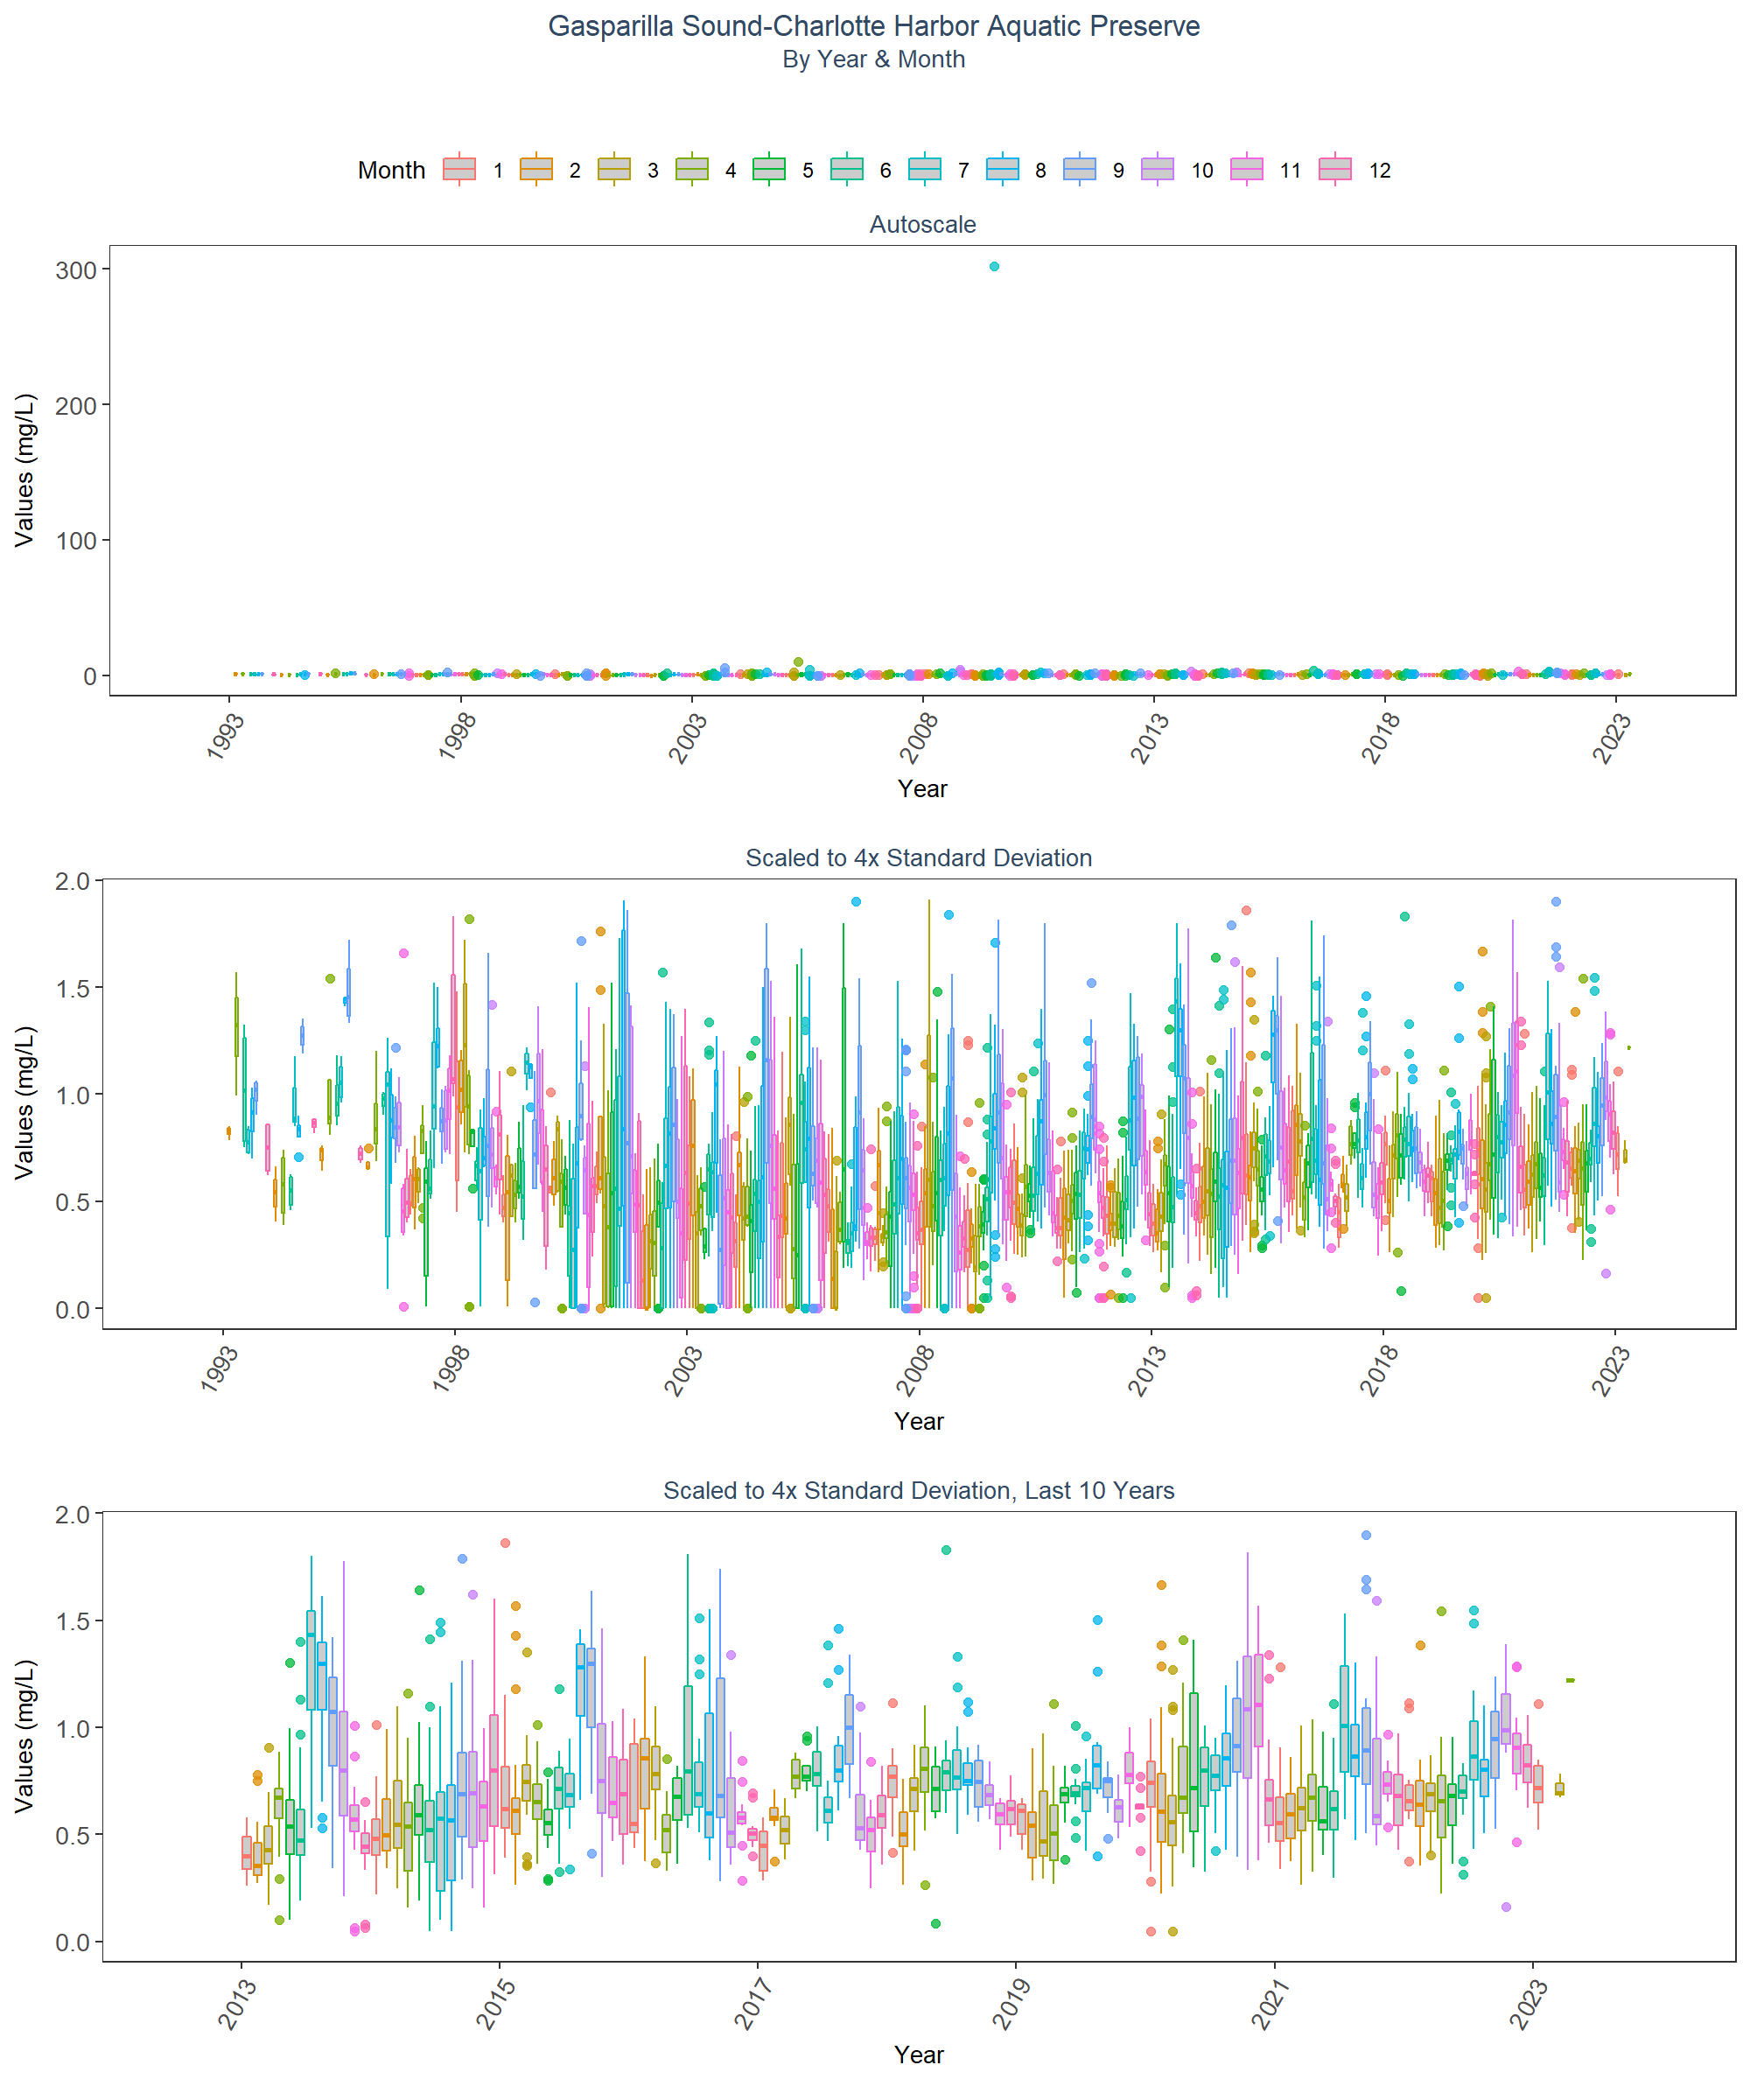 Gasparilla Sound-Charlotte Harbor Aquatic Preserve
By Year & Month
Month 1 2 3 4 5 6 7 8 9 10 11 12
Autoscale
Values (mg/L)
300
200
100
0
1993 1998 2003 2008 2013 2018 2023
Year
Scaled to 4x Standard Deviation
Values (mg/L)
2.0
1.5
1.0
0.5
0.0
1993 1998 2003 2008 2013 2018 2023
Year
Scaled to 4x Standard Deviation, Last 10 Years
Values (mg/L)
2.0
1.5
1.0
0.5
0.0
2013 2015 2017 2019 2021 2023
Year